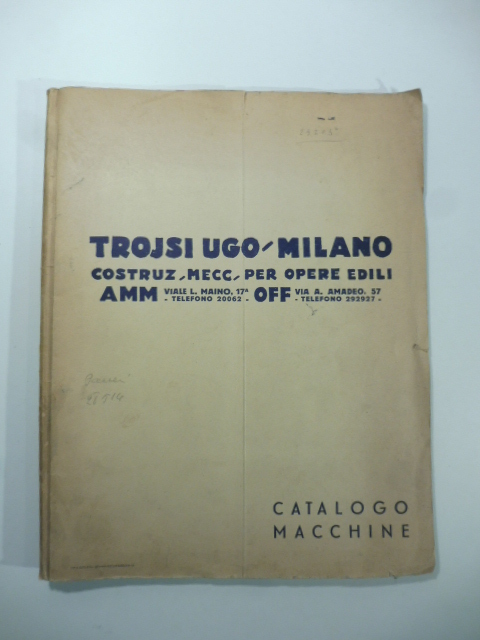 TROJSI UGO-MILANO
COSTRUZ-MECC-PER OPERE EDILI
AMM VIALE L. MAINO, 17ª - TELEFONO 20062 - OFF VIA A. AMADEO, 57 - TELEFONO 292927 -
CATALOGO
MACCHINE